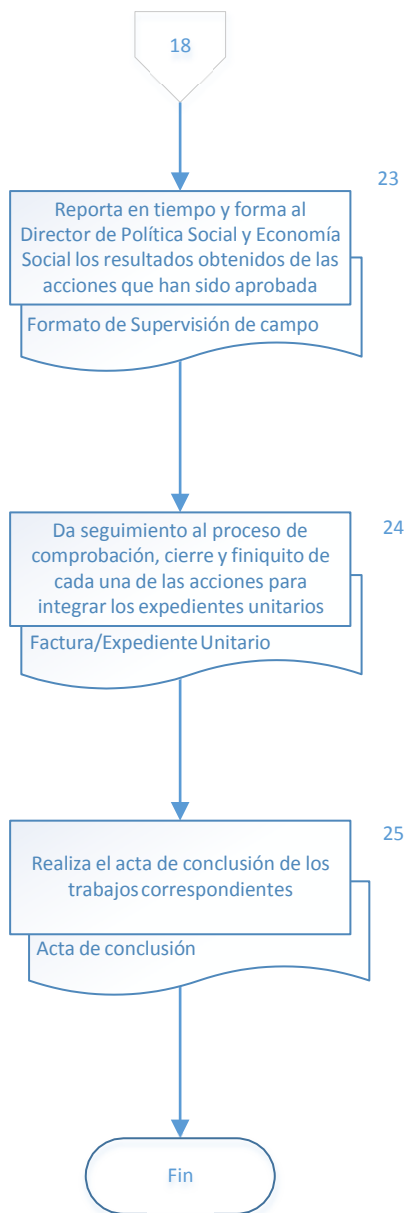 18
23
Reporta en tiempo y forma al
Director de Política Social y Economía
Social los resultados obtenidos de las
acciones que han sido aprobada
Formato de Supervisión de campo
24
Da seguimiento al proceso de
comprobación, cierre y finiquito de
cada una de las acciones para
integrar los expedientes unitarios
Factura/Expediente Unitario
25
Realiza el acta de conclusión de los
trabajos correspondientes
Acta de conclusión
Fin